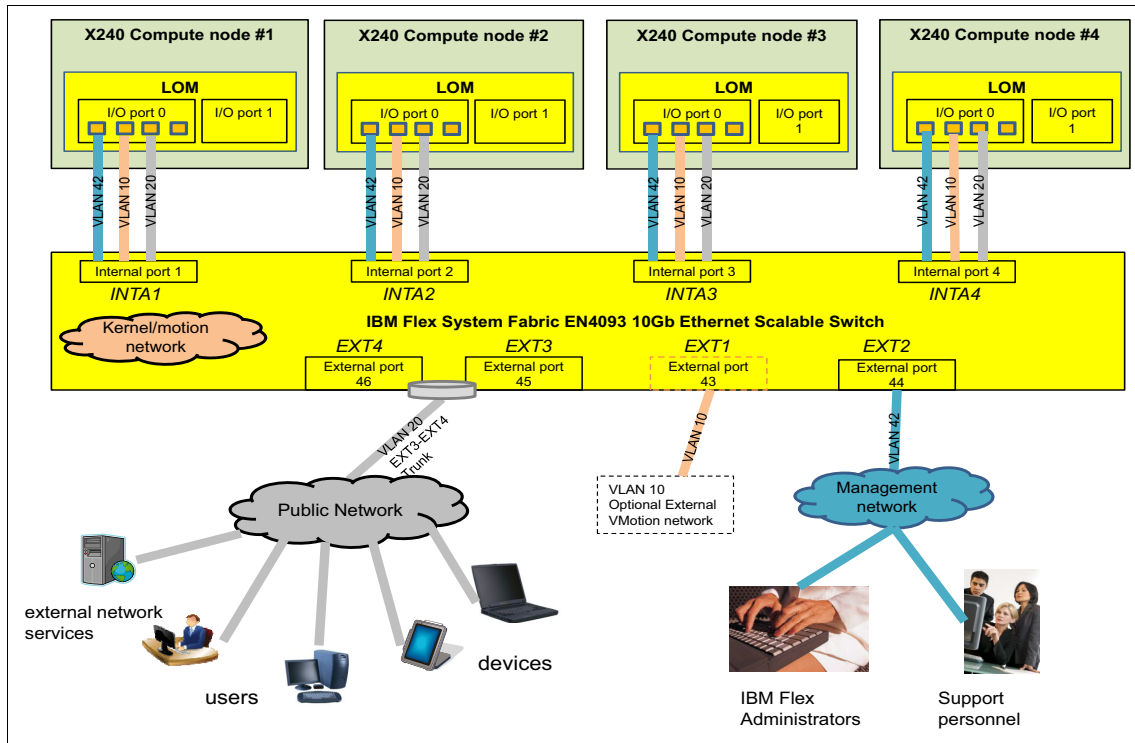 X240 Compute node #1
X240 Compute node #2
X240 Compute node #3
X240 Compute node #4
LOM
LOM
LOM
LOM
I/O port 0
I/O port 1
I/O port 0
I/O port 1
I/O port 0
I/O port
1
I/O port 0
I/O port
1
VLAN 42
VLAN 10
VLAN 20
VLAN 42
VLAN 10
VLAN 20
VLAN 42
VLAN 10
VLAN 20
VLAN 42
VLAN 10
VLAN 20
Internal port 1
Internal port 2
Internal port 3
Internal port 4
INTA1
INTA2
INTA3
INTA4
Kernel/motion
network
IBM Flex System Fabric EN4093 10Gb Ethernet Scalable Switch
EXT4
EXT3
EXT1
EXT2
External port
46
External port
45
External port
43
External port
44
VLAN 20
EXT3-EXT4
Trunk
VLAN 10
VLAN 42
Public Network
VLAN 10
Optional External
VMotion network
Management
network
external network
services
users
devices
IBM Flex
Administrators
Support
personnel